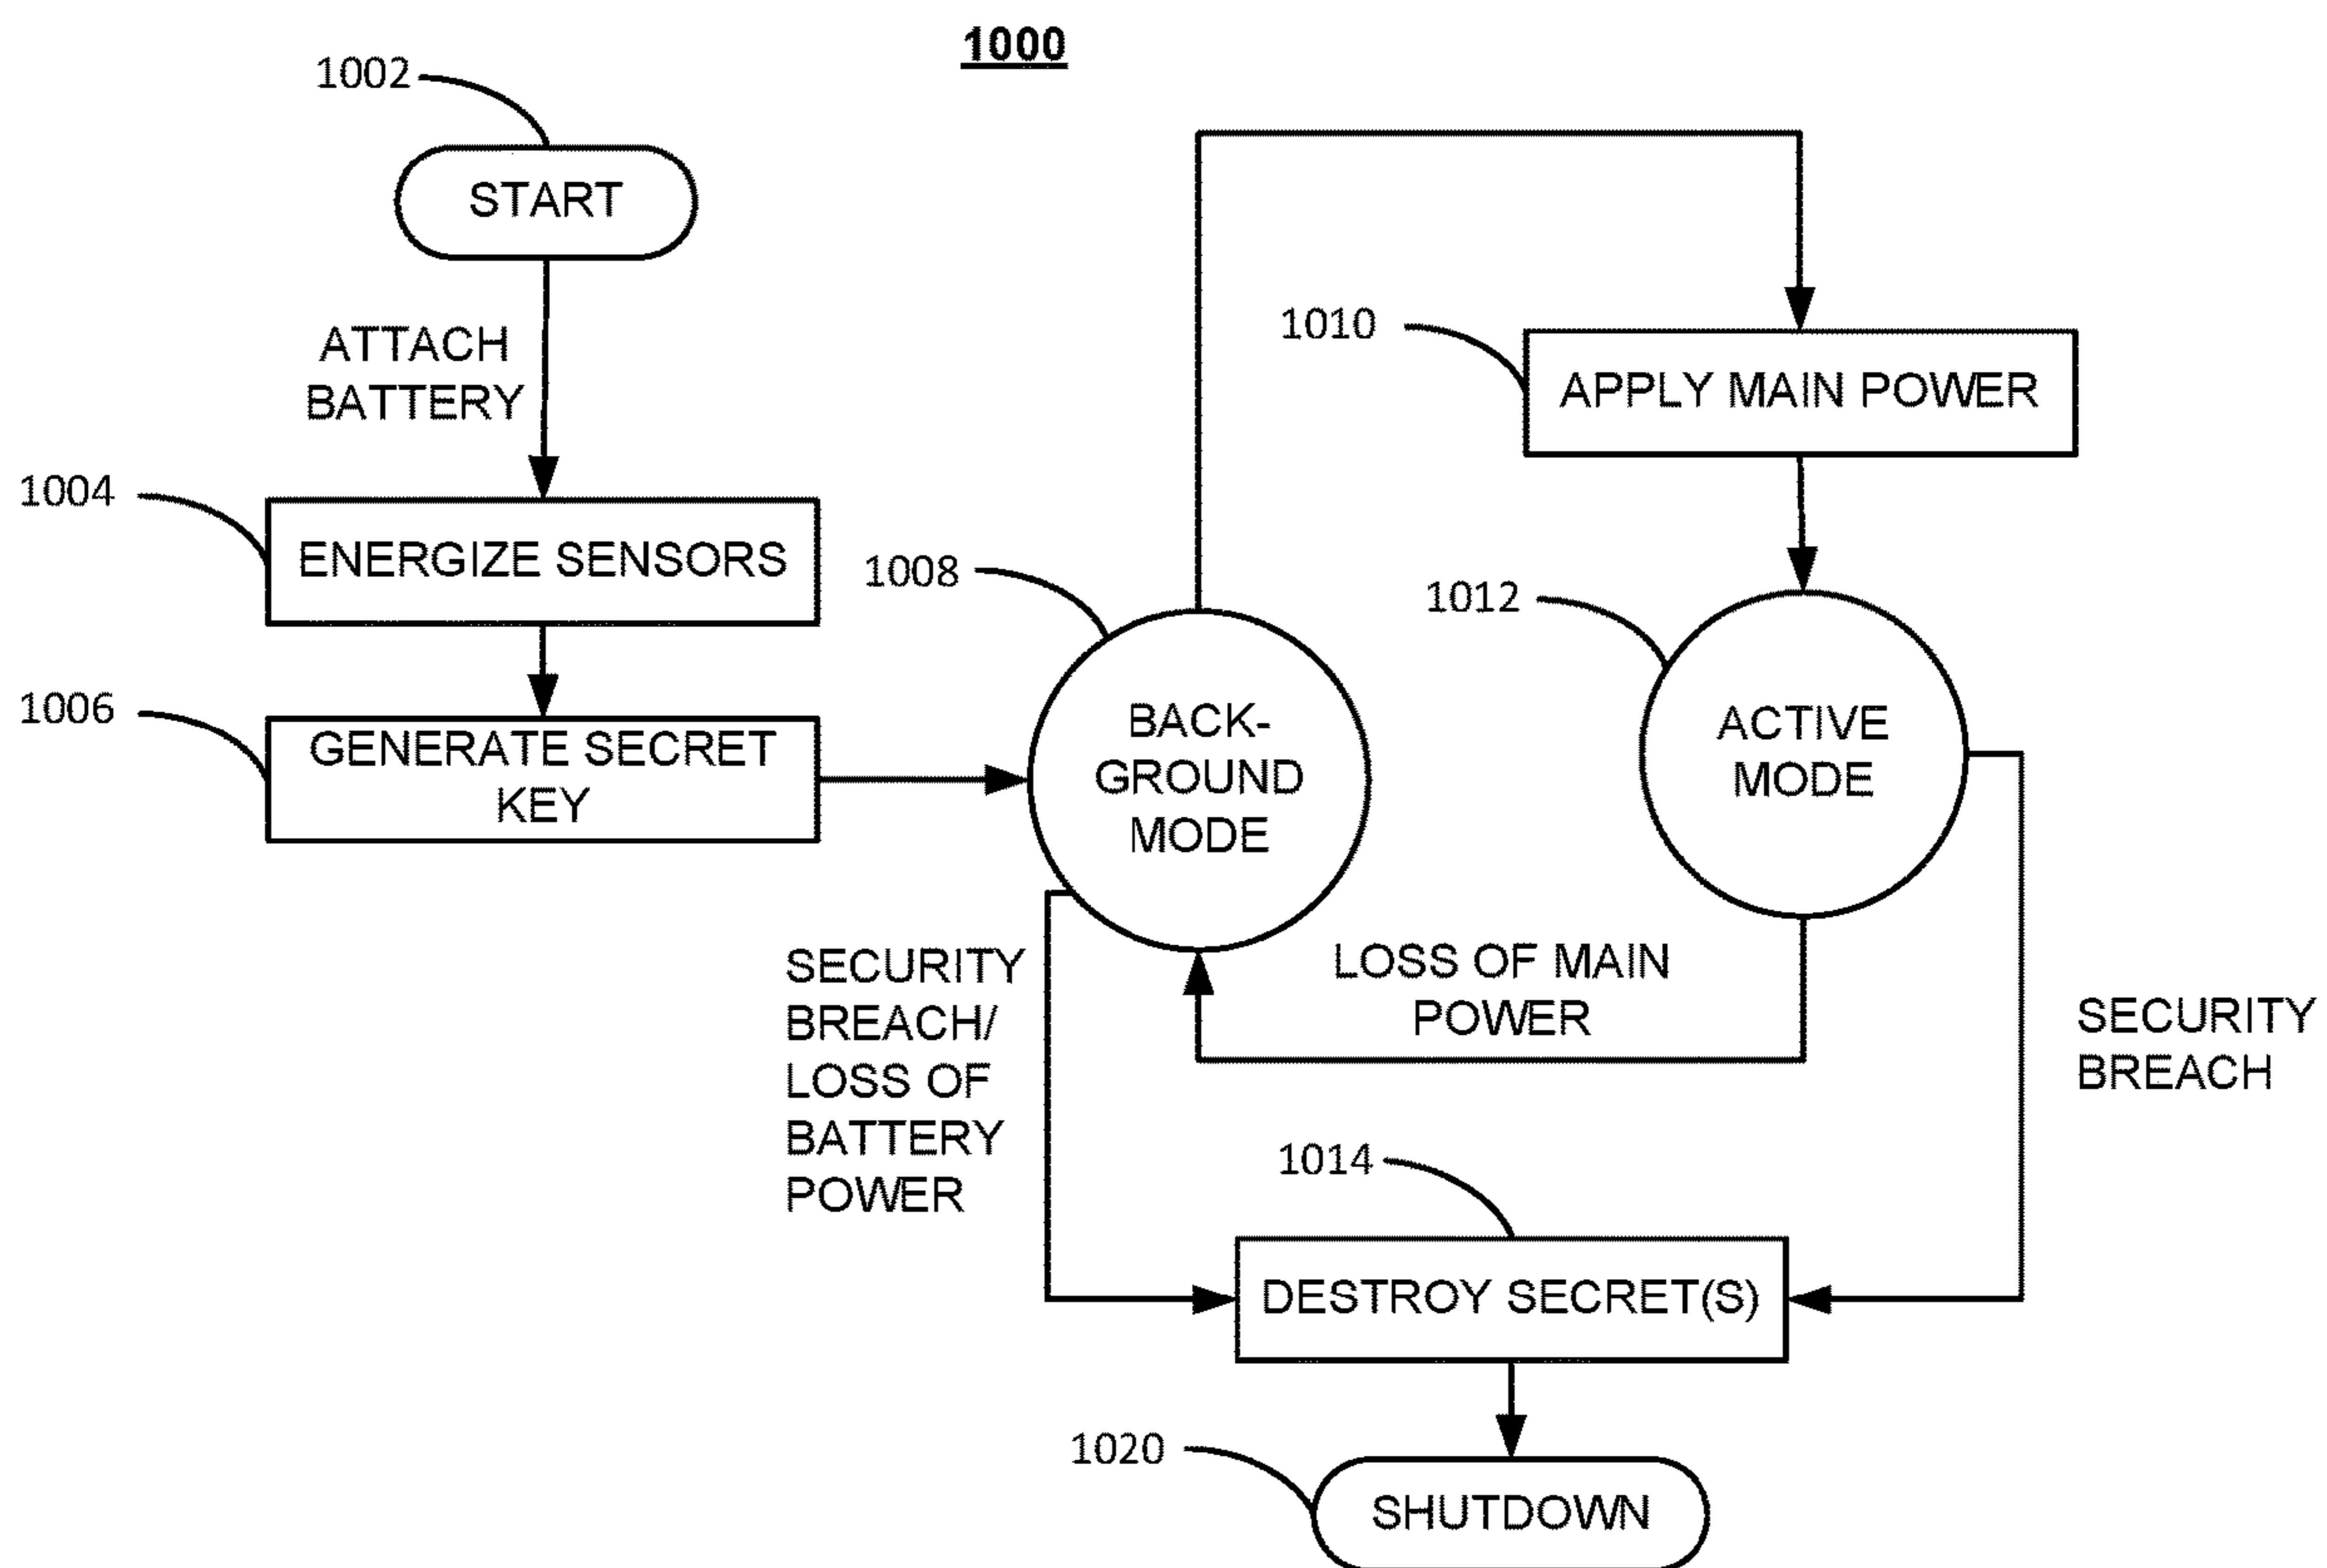 1000
1002
START
ATTACH
BATTERY
1010
APPLY MAIN POWER
1004
ENERGIZE SENSORS
1008
1012
1006
GENERATE SECRET
KEY
BACK-
GROUND
MODE
ACTIVE
MODE
SECURITY
BREACH/
LOSS OF
BATTERY
POWER
LOSS OF MAIN
POWER
SECURITY
BREACH
1014
DESTROY SECRET(S)
1020
SHUTDOWN